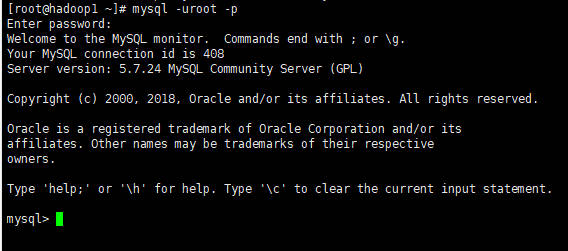 [root@hadoop1 ~]# mysql -uroot -p
Enter password:
Welcome to the MySQL monitor.  Commands end with ; or \g.
Your MySQL connection id is 408
Server version: 5.7.24 MySQL Community Server (GPL)
Copyright (c) 2000, 2018, Oracle and/or its affiliates. All rights reserved.
Oracle is a registered trademark of Oracle Corporation and/or its
affiliates. Other names may be trademarks of their respective
owners.
Type 'help;' or '\h' for help. Type '\c' to clear the current input statement.
mysql>